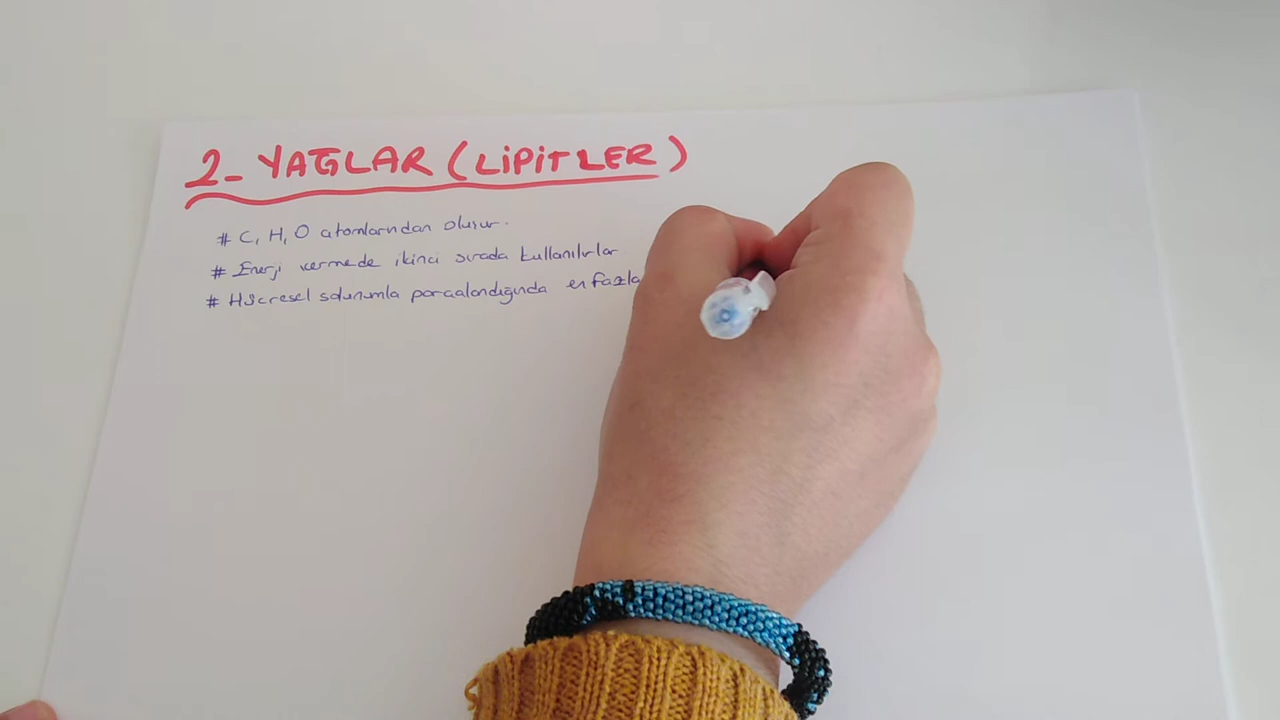 2- YAĞLAR (LİPİTLER)
# C, H, O atomlarından oluşur.
# Enerji vermede ikinci sırada kullanılırlar
# Hücresel solunumla parçalandığında en fazla